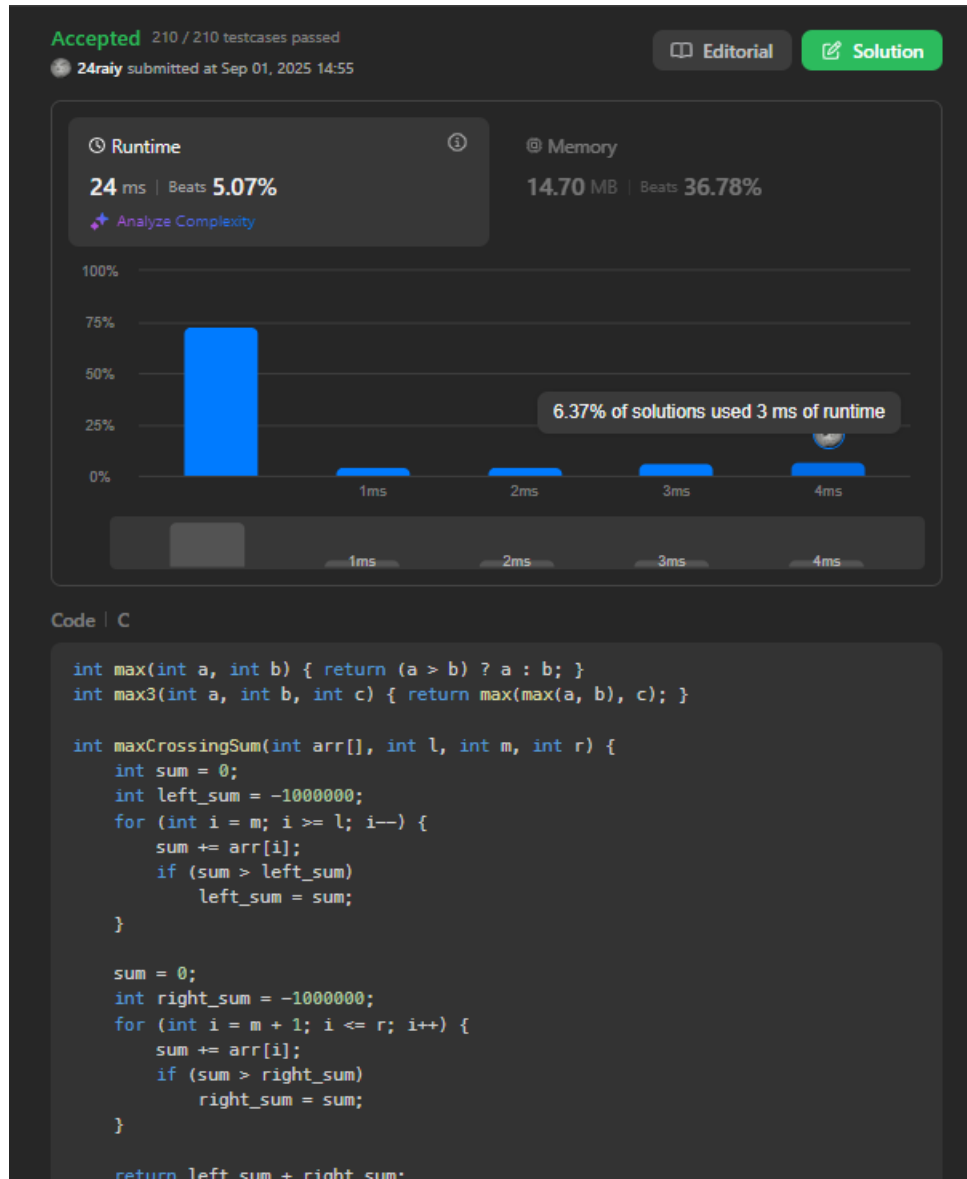 Accepted 210 / 210 testcases passed
24raiy submitted at Sep 01, 2025 14:55
Editorial
Solution
Runtime
24 ms | Beats 5.07%
Analyze Complexity
Memory
14.70 MB | Beats 36.78%
100%
75%
50%
25%
0%
6.37% of solutions used 3 ms of runtime
1ms 2ms 3ms 4ms
1ms 2ms 3ms 4ms
Code | C
int max(int a, int b) { return (a > b) ? a : b; }
int max3(int a, int b, int c) { return max(max(a, b), c); }
int maxCrossingSum(int arr[], int l, int m, int r) {
int sum = 0;
int left_sum = -1000000;
for (int i = m; i >= l; i--) {
sum += arr[i];
if (sum > left_sum)
left_sum = sum;
}
sum = 0;
int right_sum = -1000000;
for (int i = m + 1; i <= r; i++) {
sum += arr[i];
if (sum > right_sum)
right_sum = sum;
}
return left_sum + right_sum;